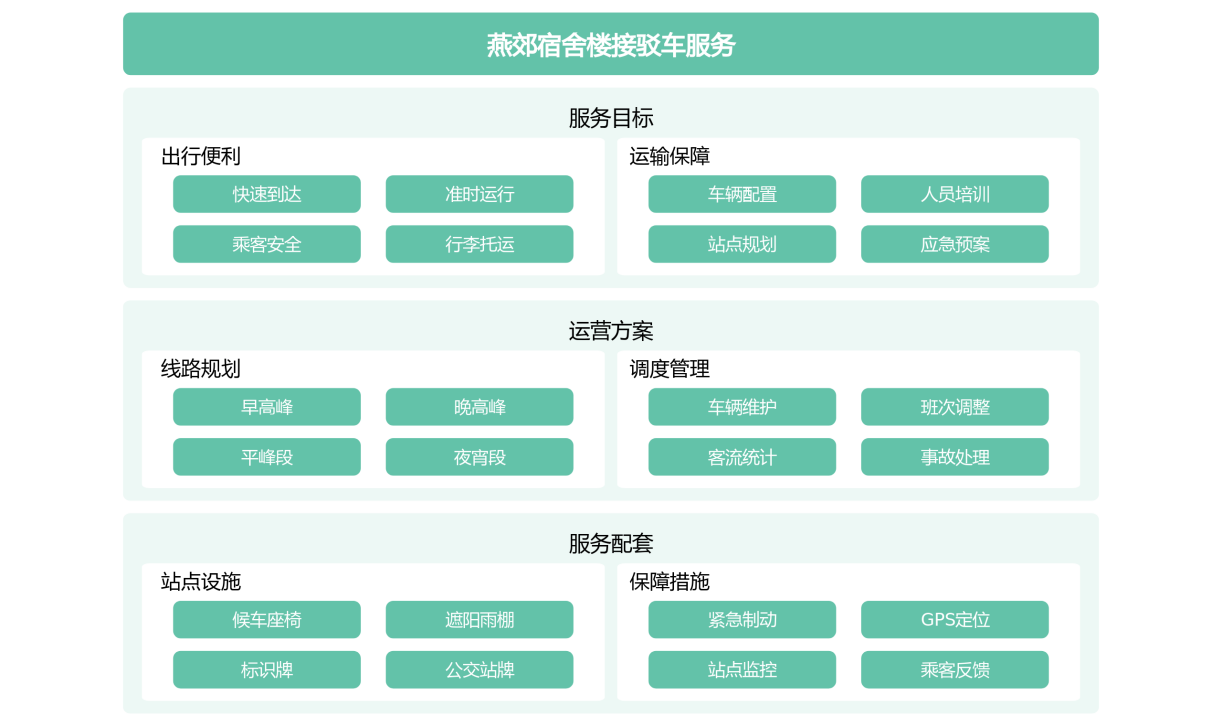 燕郊宿舍楼接驳车服务
服务目标
出行便利
快速到达
准时运行
乘客安全
行李托运
运输保障
车辆配置
人员培训
站点规划
应急预案
运营方案
线路规划
早高峰
晚高峰
平峰段
夜宵段
调度管理
车辆维护
班次调整
客流统计
事故处理
服务配套
站点设施
候车座椅
遮阳雨棚
标识牌
公交站牌
保障措施
紧急制动
GPS定位
站点监控
乘客反馈